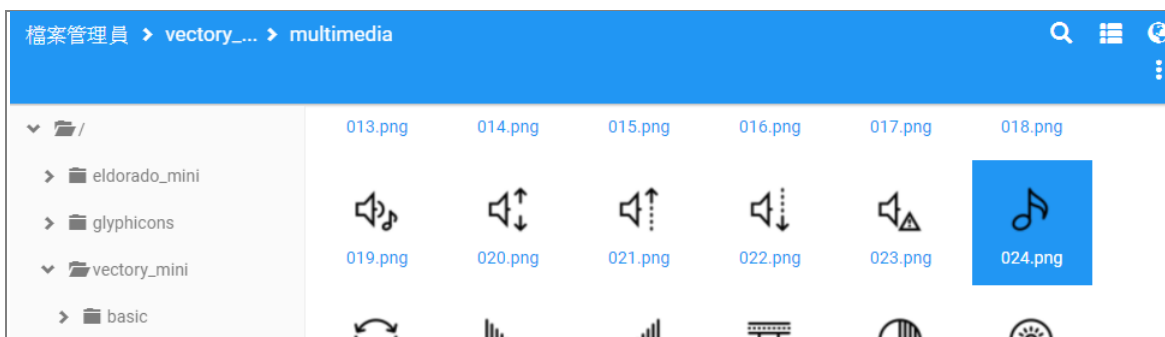 檔案管理員 > vectory_... > multimedia
/
eldorado_mini
glyphicons
vectory_mini
basic
013.png 014.png 015.png 016.png 017.png 018.png
019.png 020.png 021.png 022.png 023.png 024.png